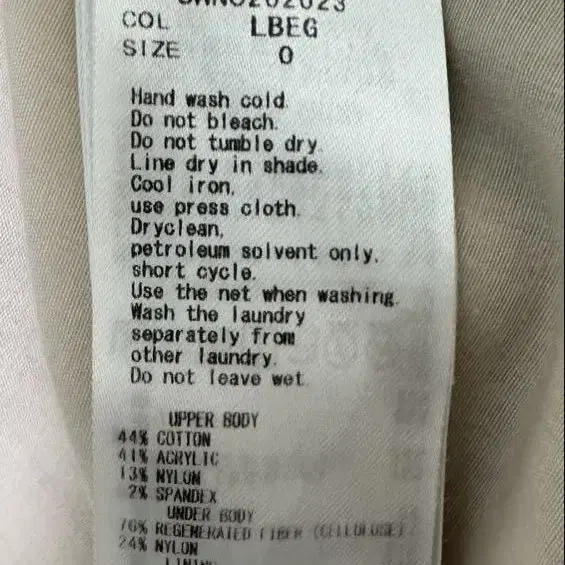 COL LBEG
SIZE 0
Hand wash cold.
Do not bleach.
Do not tumble dry.
Line dry in shade.
Cool iron,
use press cloth.
Dryclean,
petroleum solvent only,
short cycle.
Use the net when washing.
Wash the laundry
separately from
other laundry.
Do not leave wet.
UPPER BODY
44% COTTON
41% ACRYLIC
13% NYLON
2% SPANDEX
UNDER BODY
76% REGENERATED FIBER (CELLULOSE)
24% NYLON